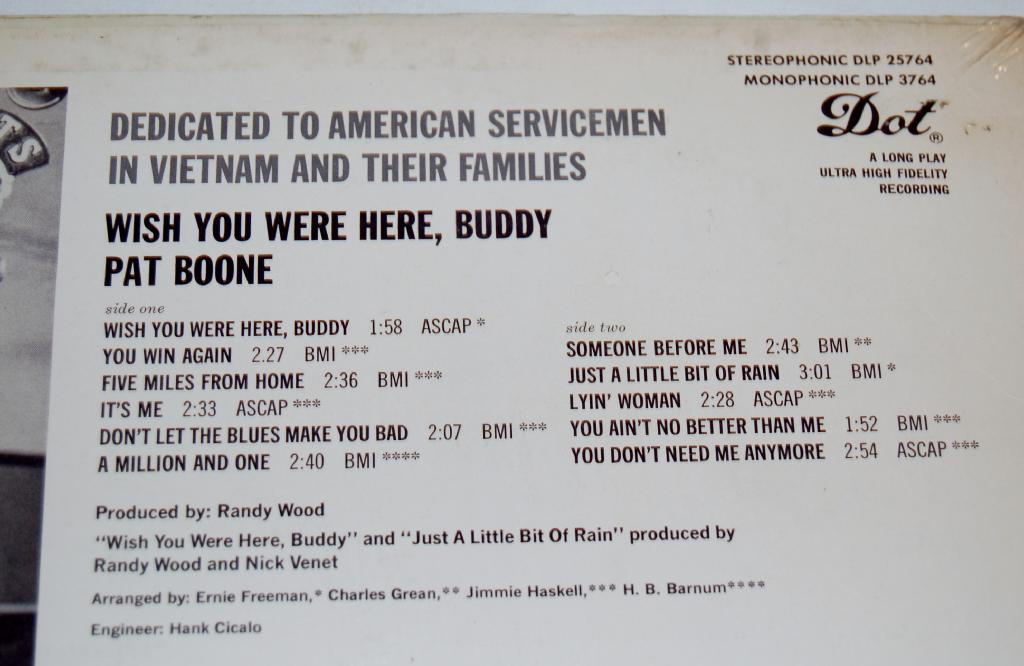 STEREOPHONIC DLP 25764
MONOPHONIC DLP 3764
Dot®
A LONG PLAY
ULTRA HIGH FIDELITY
RECORDING
DEDICATED TO AMERICAN SERVICEMEN
IN VIETNAM AND THEIR FAMILIES
WISH YOU WERE HERE, BUDDY
PAT BOONE
side one
WISH YOU WERE HERE, BUDDY 1:58 ASCAP *
YOU WIN AGAIN 2.27 BMI ***
FIVE MILES FROM HOME 2:36 BMI ***
IT'S ME 2:33 ASCAP ***
DON'T LET THE BLUES MAKE YOU BAD 2:07 BMI ***
A MILLION AND ONE 2:40 BMI ****
side two
SOMEONE BEFORE ME 2:43 BMI **
JUST A LITTLE BIT OF RAIN 3:01 BMI *
LYIN' WOMAN 2:28 ASCAP ***
YOU AIN'T NO BETTER THAN ME 1:52 BMI ***
YOU DON'T NEED ME ANYMORE 2:54 ASCAP ***
Produced by: Randy Wood
"Wish You Were Here, Buddy" and "Just A Little Bit Of Rain" produced by
Randy Wood and Nick Venet
Arranged by: Ernie Freeman,* Charles Grean,** Jimmie Haskell,*** H. B. Barnum****
Engineer: Hank Cicalo